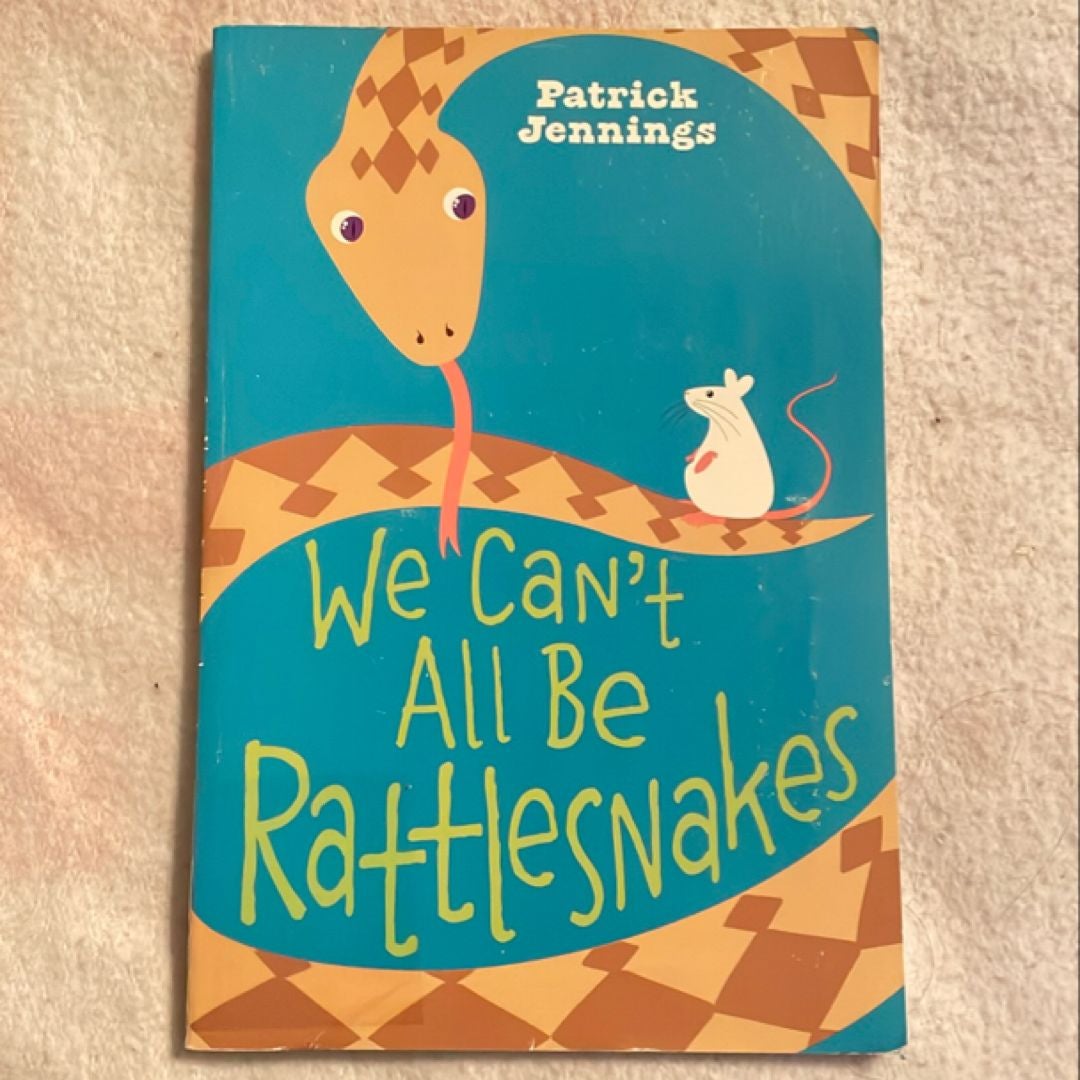 Patrick
Jennings
We Can't
All Be
Rattlesnakes